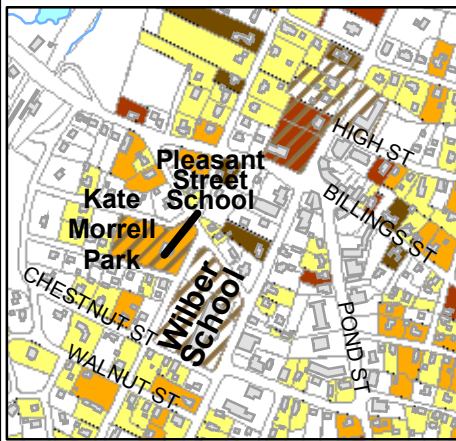 HIGH ST
Pleasant
Street
School
BILLINGS ST.
Kate
Morrell
Park
Wilber
School
CHESTNUT ST
POND ST
WALNUT ST.